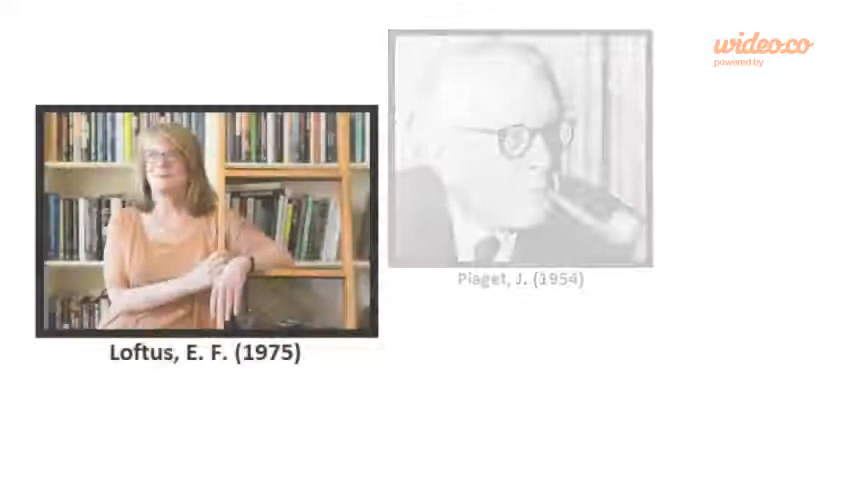 wideo.co
powered by
Piaget, J. (1954)
Loftus, E. F. (1975)